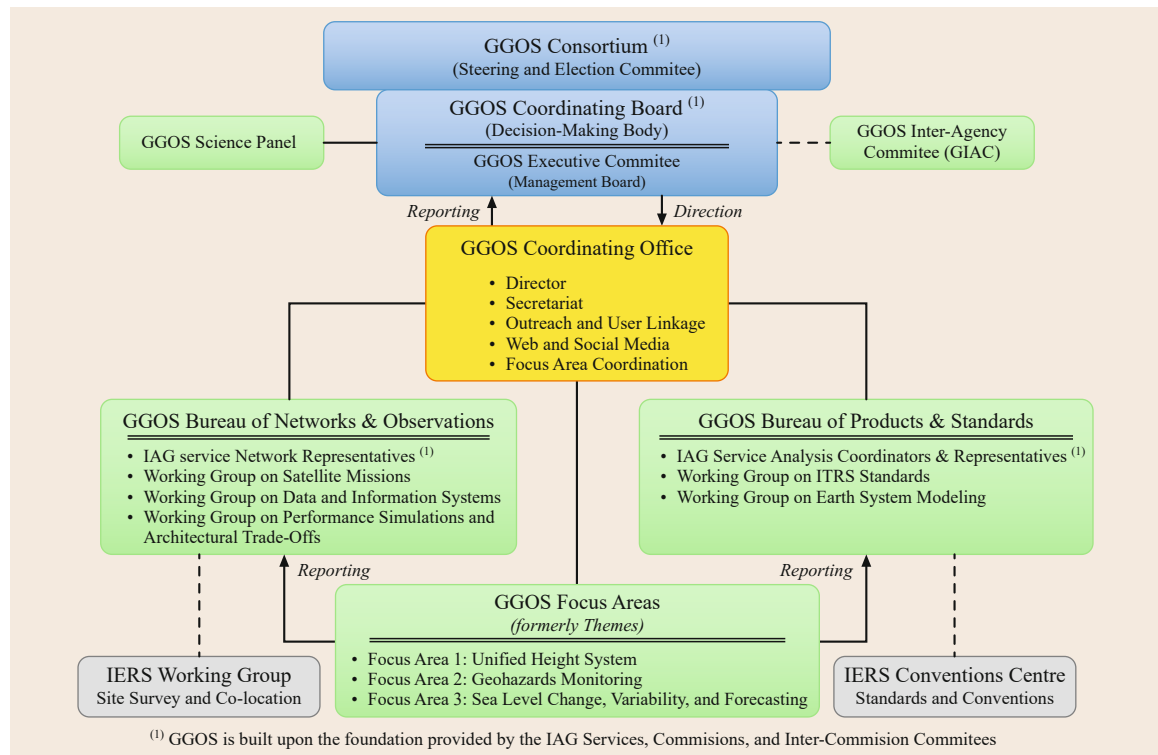 GGOS Consortium (1)
(Steering and Election Commitee)
GGOS Coordinating Board (1)
(Decision-Making Body)
GGOS Executive Commitee
(Management Board)
GGOS Science Panel
GGOS Inter-Agency
Commitee (GIAC)
Reporting
Direction
GGOS Coordinating Office
• Director
• Secretariat
• Outreach and User Linkage
• Web and Social Media
• Focus Area Coordination
GGOS Bureau of Networks & Observations
• IAG service Network Representatives (1)
• Working Group on Satellite Missions
• Working Group on Data and Information Systems
• Working Group on Performance Simulations and
Architectural Trade-Offs
GGOS Bureau of Products & Standards
• IAG Service Analysis Coordinators & Representatives (1)
• Working Group on ITRS Standards
• Working Group on Earth System Modeling
Reporting
Reporting
GGOS Focus Areas
(formerly Themes)
• Focus Area 1: Unified Height System
• Focus Area 2: Geohazards Monitoring
• Focus Area 3: Sea Level Change, Variability, and Forecasting
IERS Working Group
Site Survey and Co-location
IERS Conventions Centre
Standards and Conventions
(1) GGOS is built upon the foundation provided by the IAG Services, Commisions, and Inter-Commision Commitees